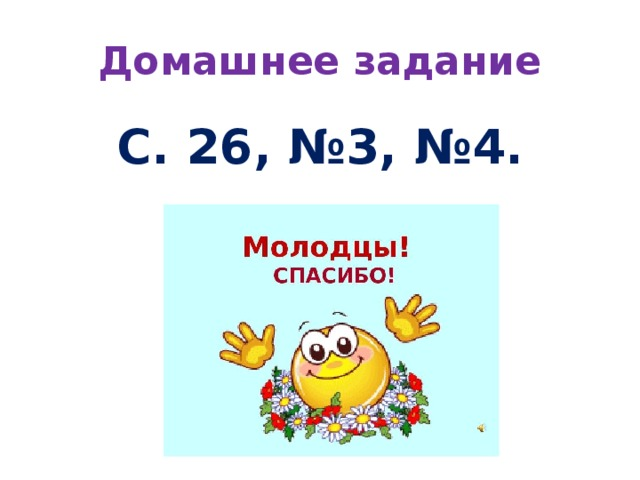 Домашнее задание
С. 26, №3, №4.
Молодцы!
СПАСИБО!